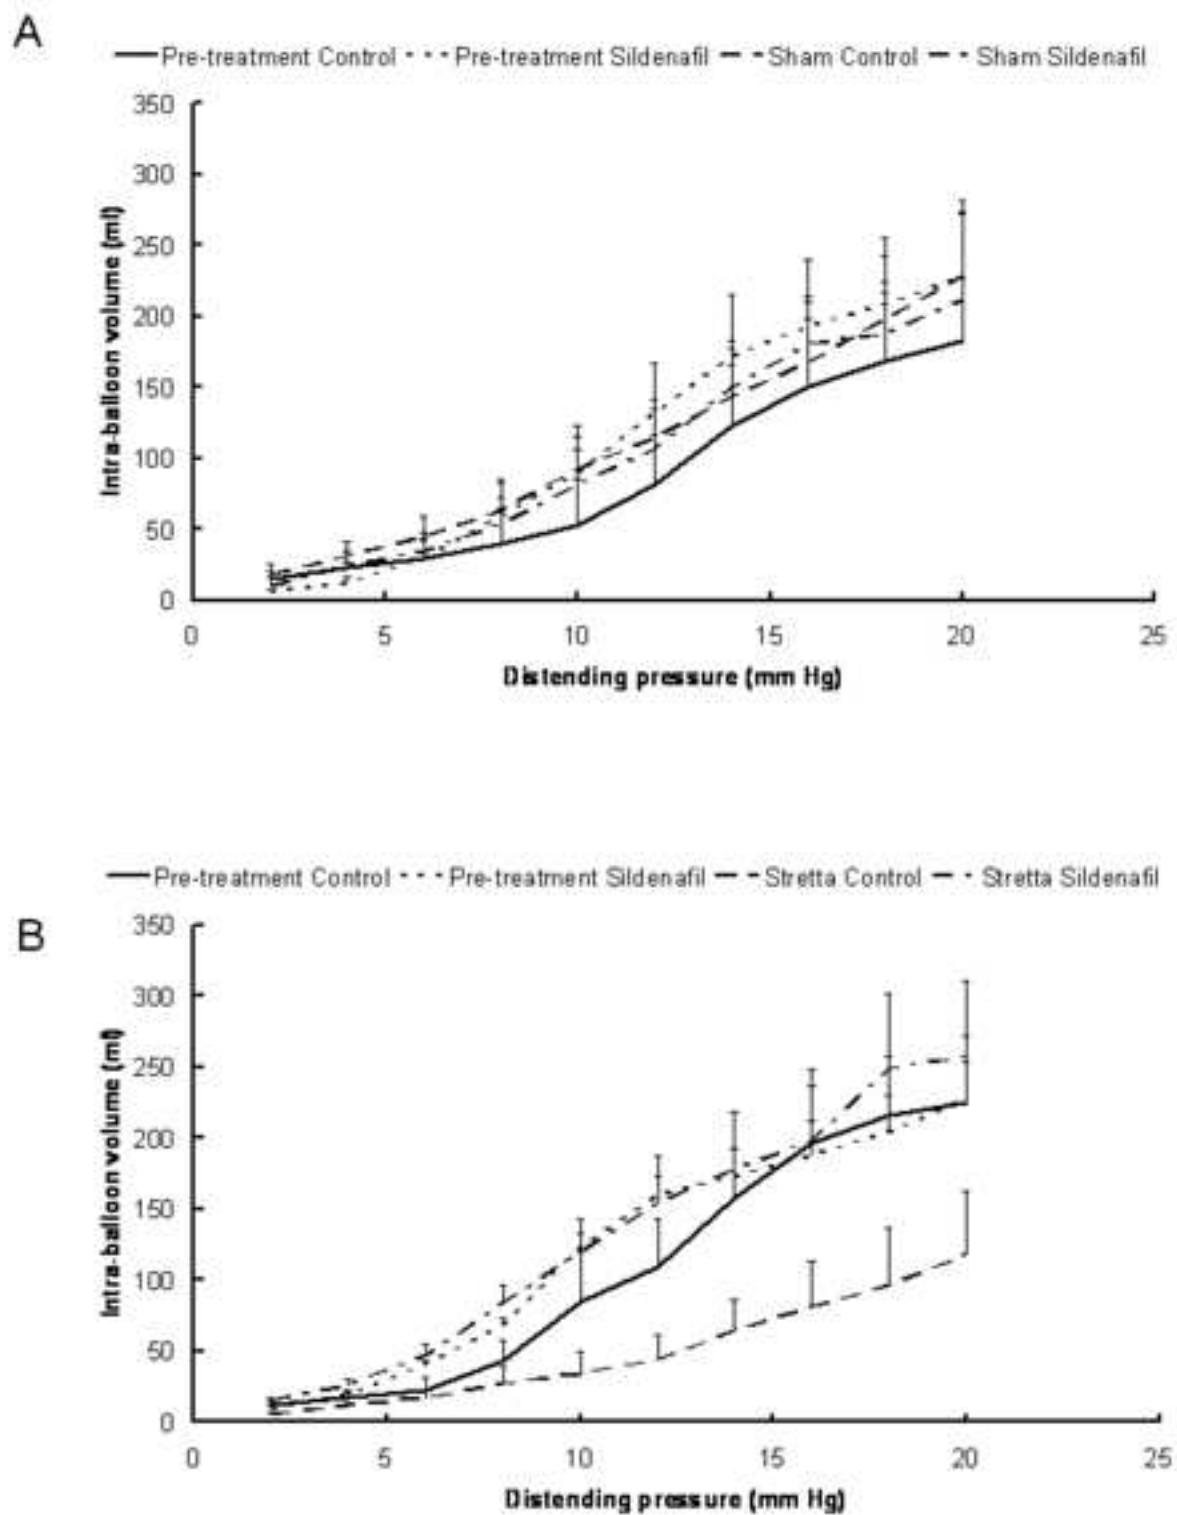 A
Pre-treatment Control Pre-treatment Sildenafil Sham Control Sham Sildenafil
350
300
250
200
150
100
50
0
Intra-balloon volume (ml)
0 5 10 15 20 25
Distending pressure (mm Hg)
Pre-treatment Control Pre-treatment Sildenafil Stretta Control Stretta Sildenafil
B
350
300
250
200
150
100
50
0
Intra-balloon volume (ml)
0 5 10 15 20 25
Distending pressure (mm Hg)